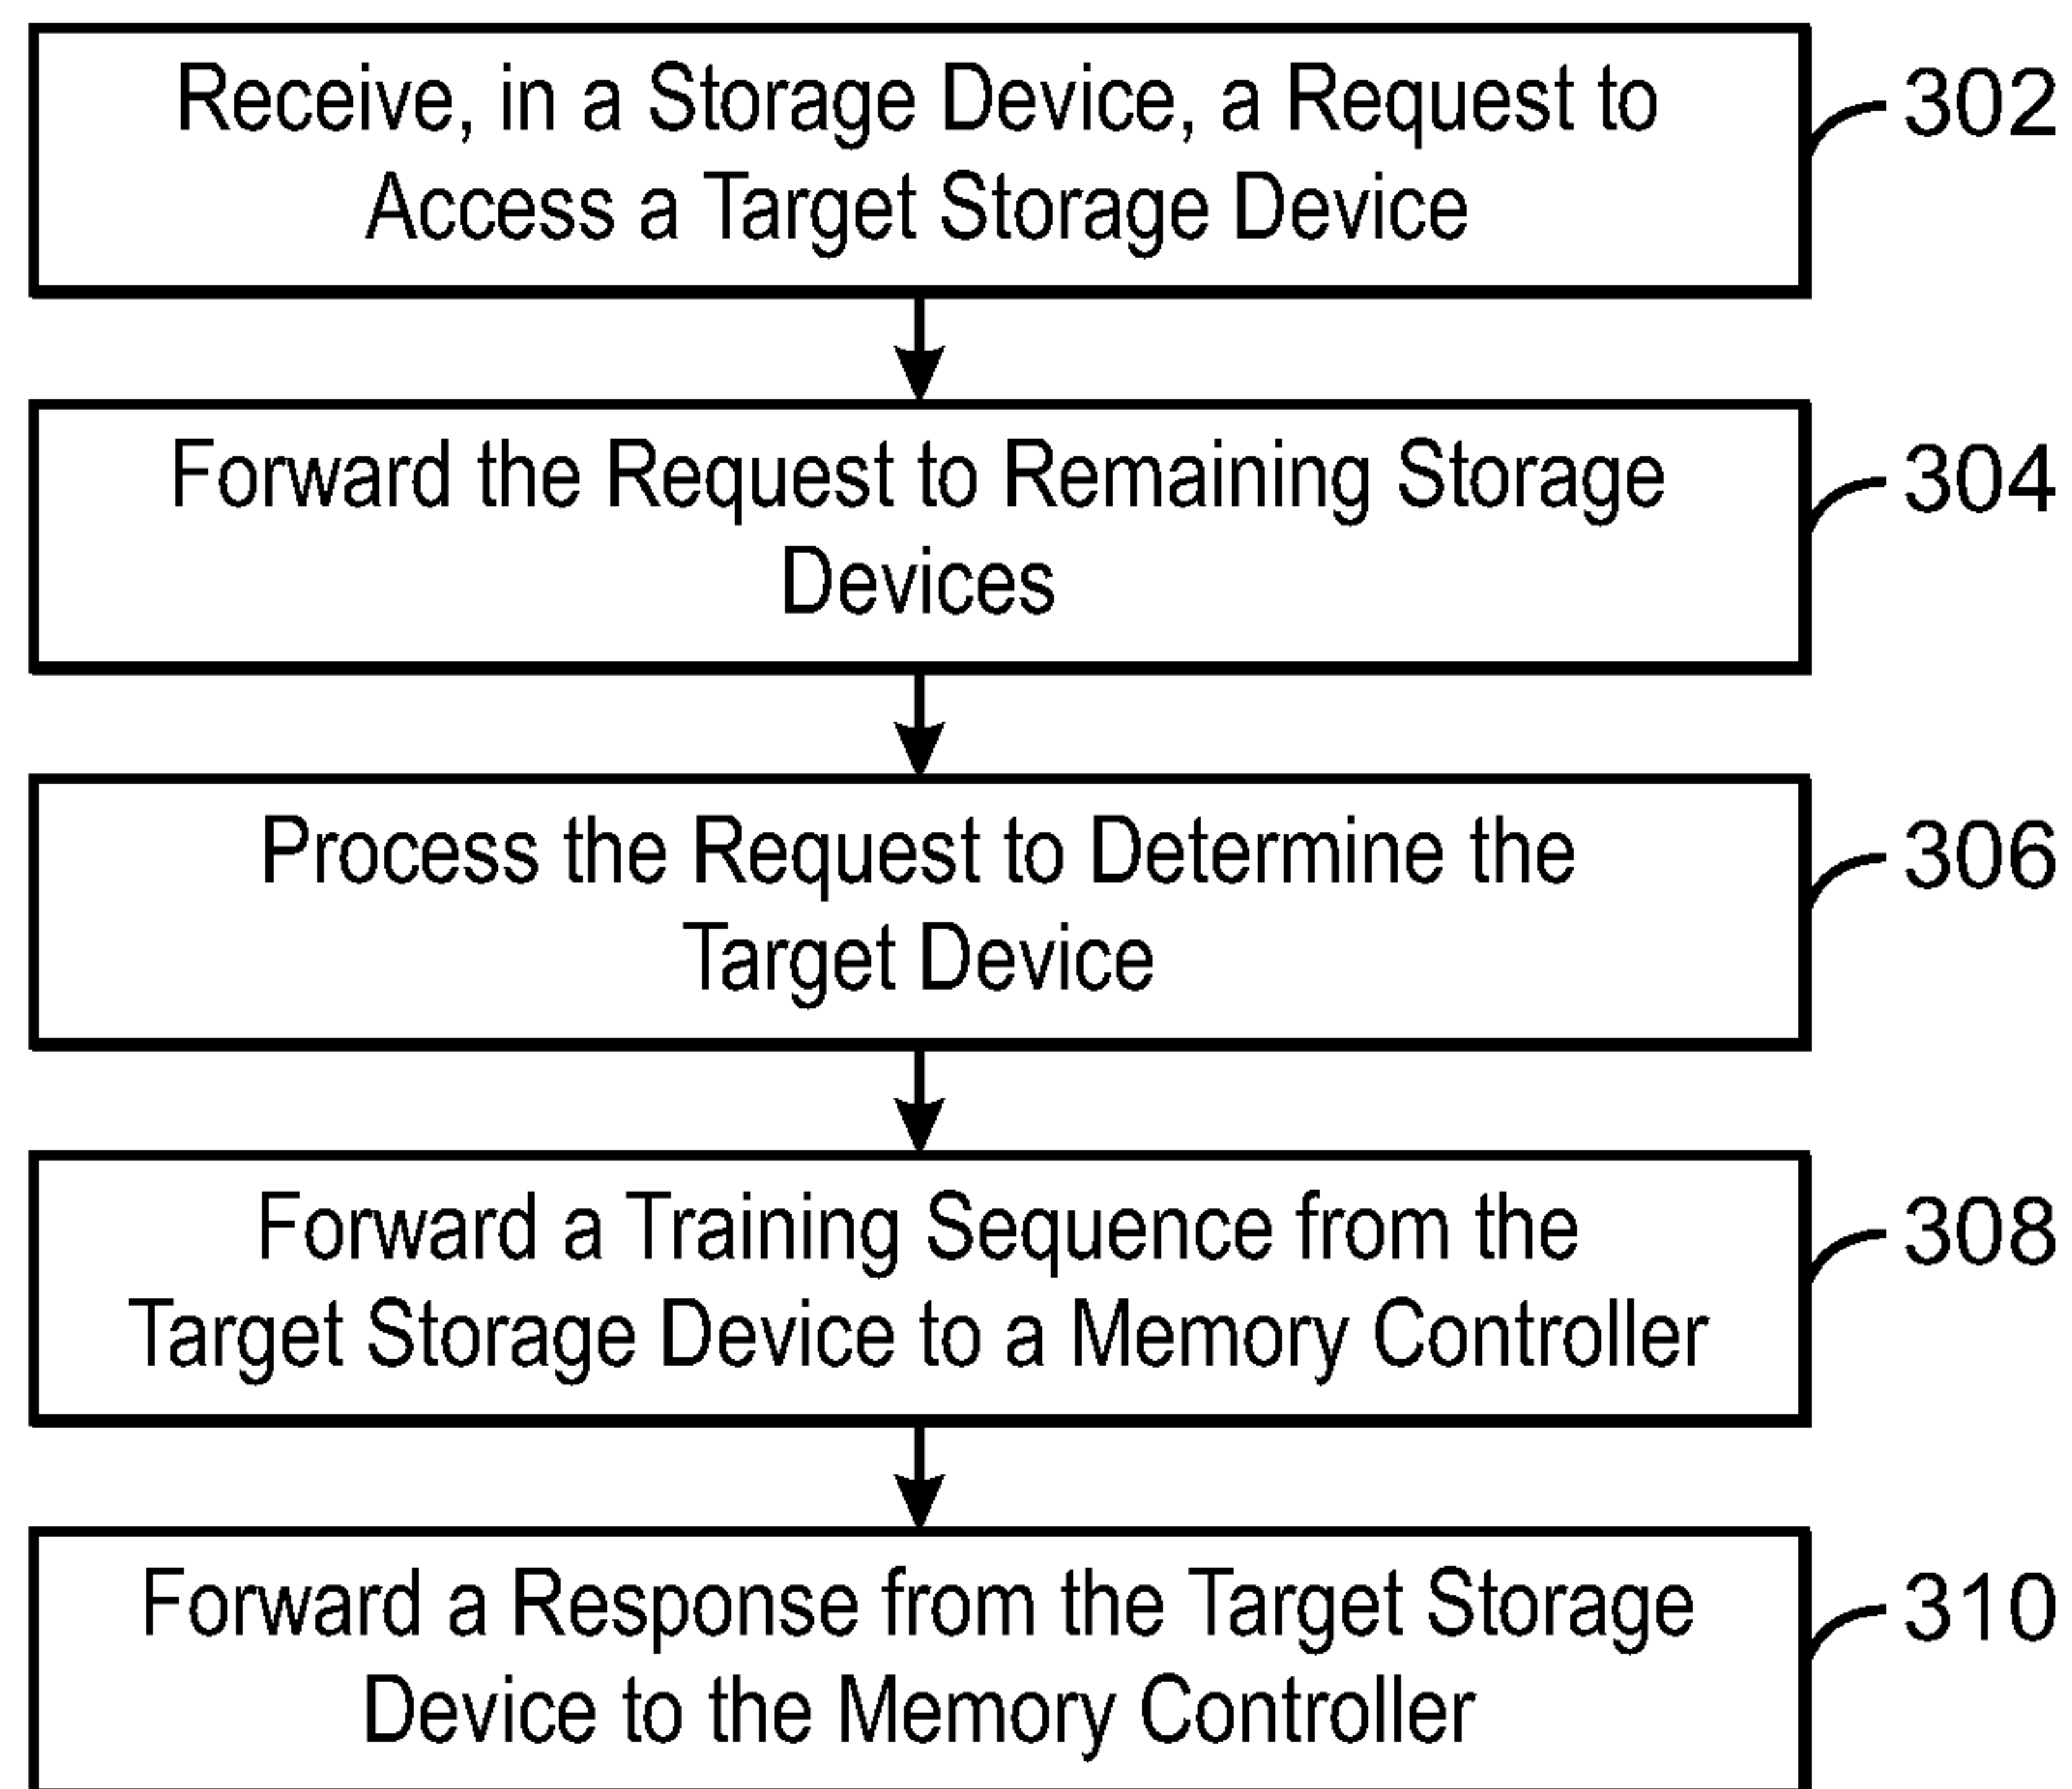 Receive, in a Storage Device, a Request to
Access a Target Storage Device
302
Forward the Request to Remaining Storage
Devices
304
Process the Request to Determine the
Target Device
306
Forward a Training Sequence from the
Target Storage Device to a Memory Controller
308
Forward a Response from the Target Storage
Device to the Memory Controller
310